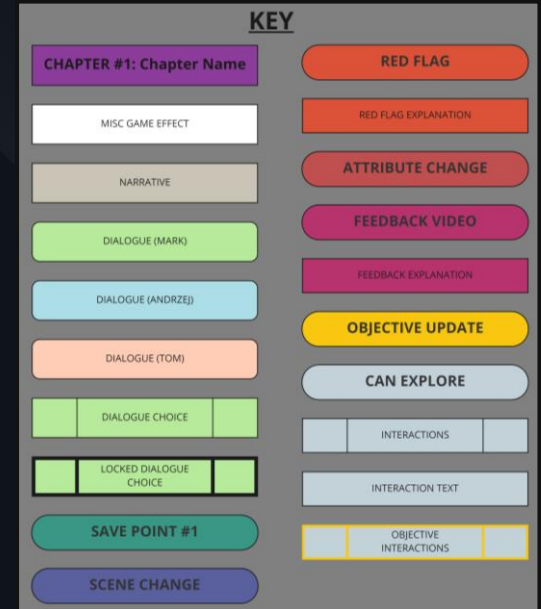 KEY
CHAPTER #1: Chapter Name
MISC GAME EFFECT
NARRATIVE
DIALOGUE (MARK)
DIALOGUE (ANDRZEJ)
DIALOGUE (TOM)
DIALOGUE CHOICE
LOCKED DIALOGUE
CHOICE
SAVE POINT #1
SCENE CHANGE
RED FLAG
RED FLAG EXPLANATION
ATTRIBUTE CHANGE
FEEDBACK VIDEO
FEEDBACK EXPLANATION
OBJECTIVE UPDATE
CAN EXPLORE
INTERACTIONS
INTERACTION TEXT
OBJECTIVE
INTERACTIONS